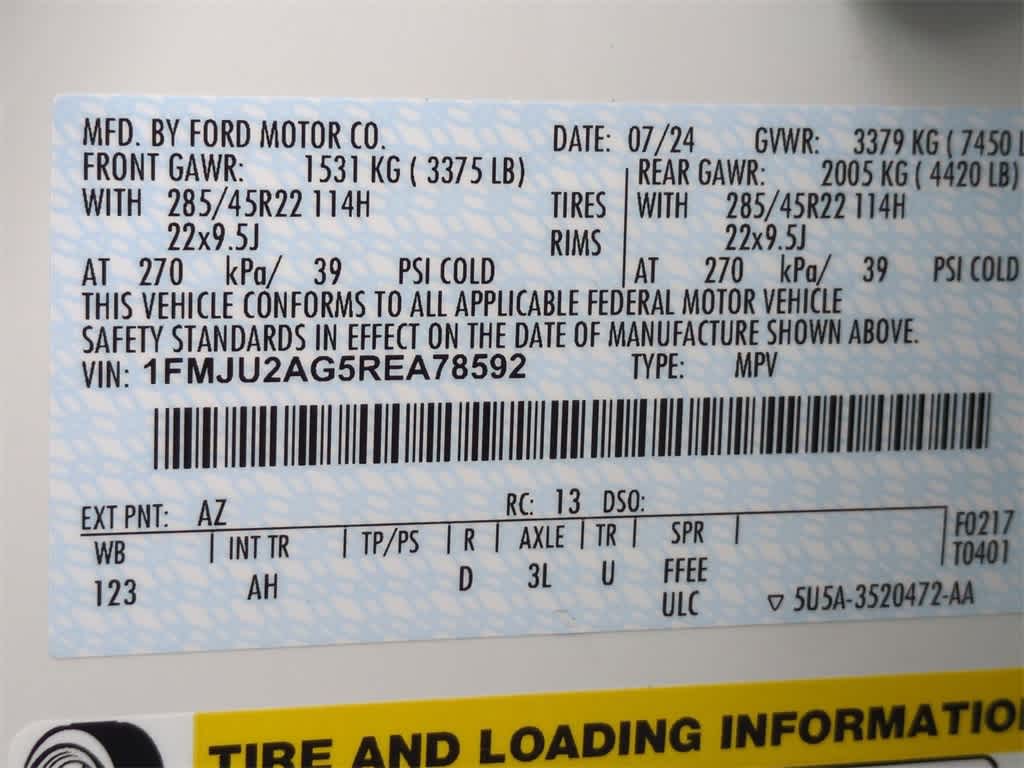 MFD. BY FORD MOTOR CO. DATE: 07/24 GVWR: 3379 KG ( 7450 L
FRONT GAWR: 1531 KG ( 3375 LB) REAR GAWR: 2005 KG ( 4420 LB)
WITH 285/45R22 114H TIRES WITH 285/45R22 114H
22x9.5J RIMS 22x9.5J
AT 270 kPa/ 39 PSI COLD AT 270 kPa/ 39 PSI COLD
THIS VEHICLE CONFORMS TO ALL APPLICABLE FEDERAL MOTOR VEHICLE
SAFETY STANDARDS IN EFFECT ON THE DATE OF MANUFACTURE SHOWN ABOVE.
VIN: 1FMJU2AG5REA78592 TYPE: MPV
EXT PNT: AZ RC: 13 DSO:
WB INT TR TP/PS R AXLE TR SPR F0217
T0401
123 AH D 3L U FFEE
ULC ▽ 5U5A-3520472-AA
TIRE AND LOADING INFORMATIO